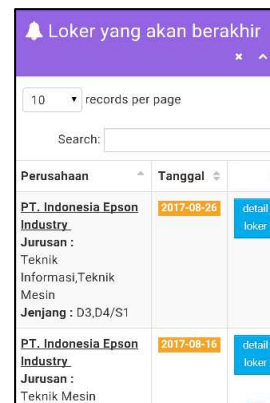 Loker yang akan berakhir
10 records per page
Search:
Perusahaan Tanggal
PT. Indonesia Epson 2017-08-26 detail
Industry loker
Jurusan :
Teknik
Informasi,Teknik
Mesin
Jenjang : D3,D4/S1
PT. Indonesia Epson 2017-08-16 detail
Industry loker
Jurusan :
Teknik Mesin